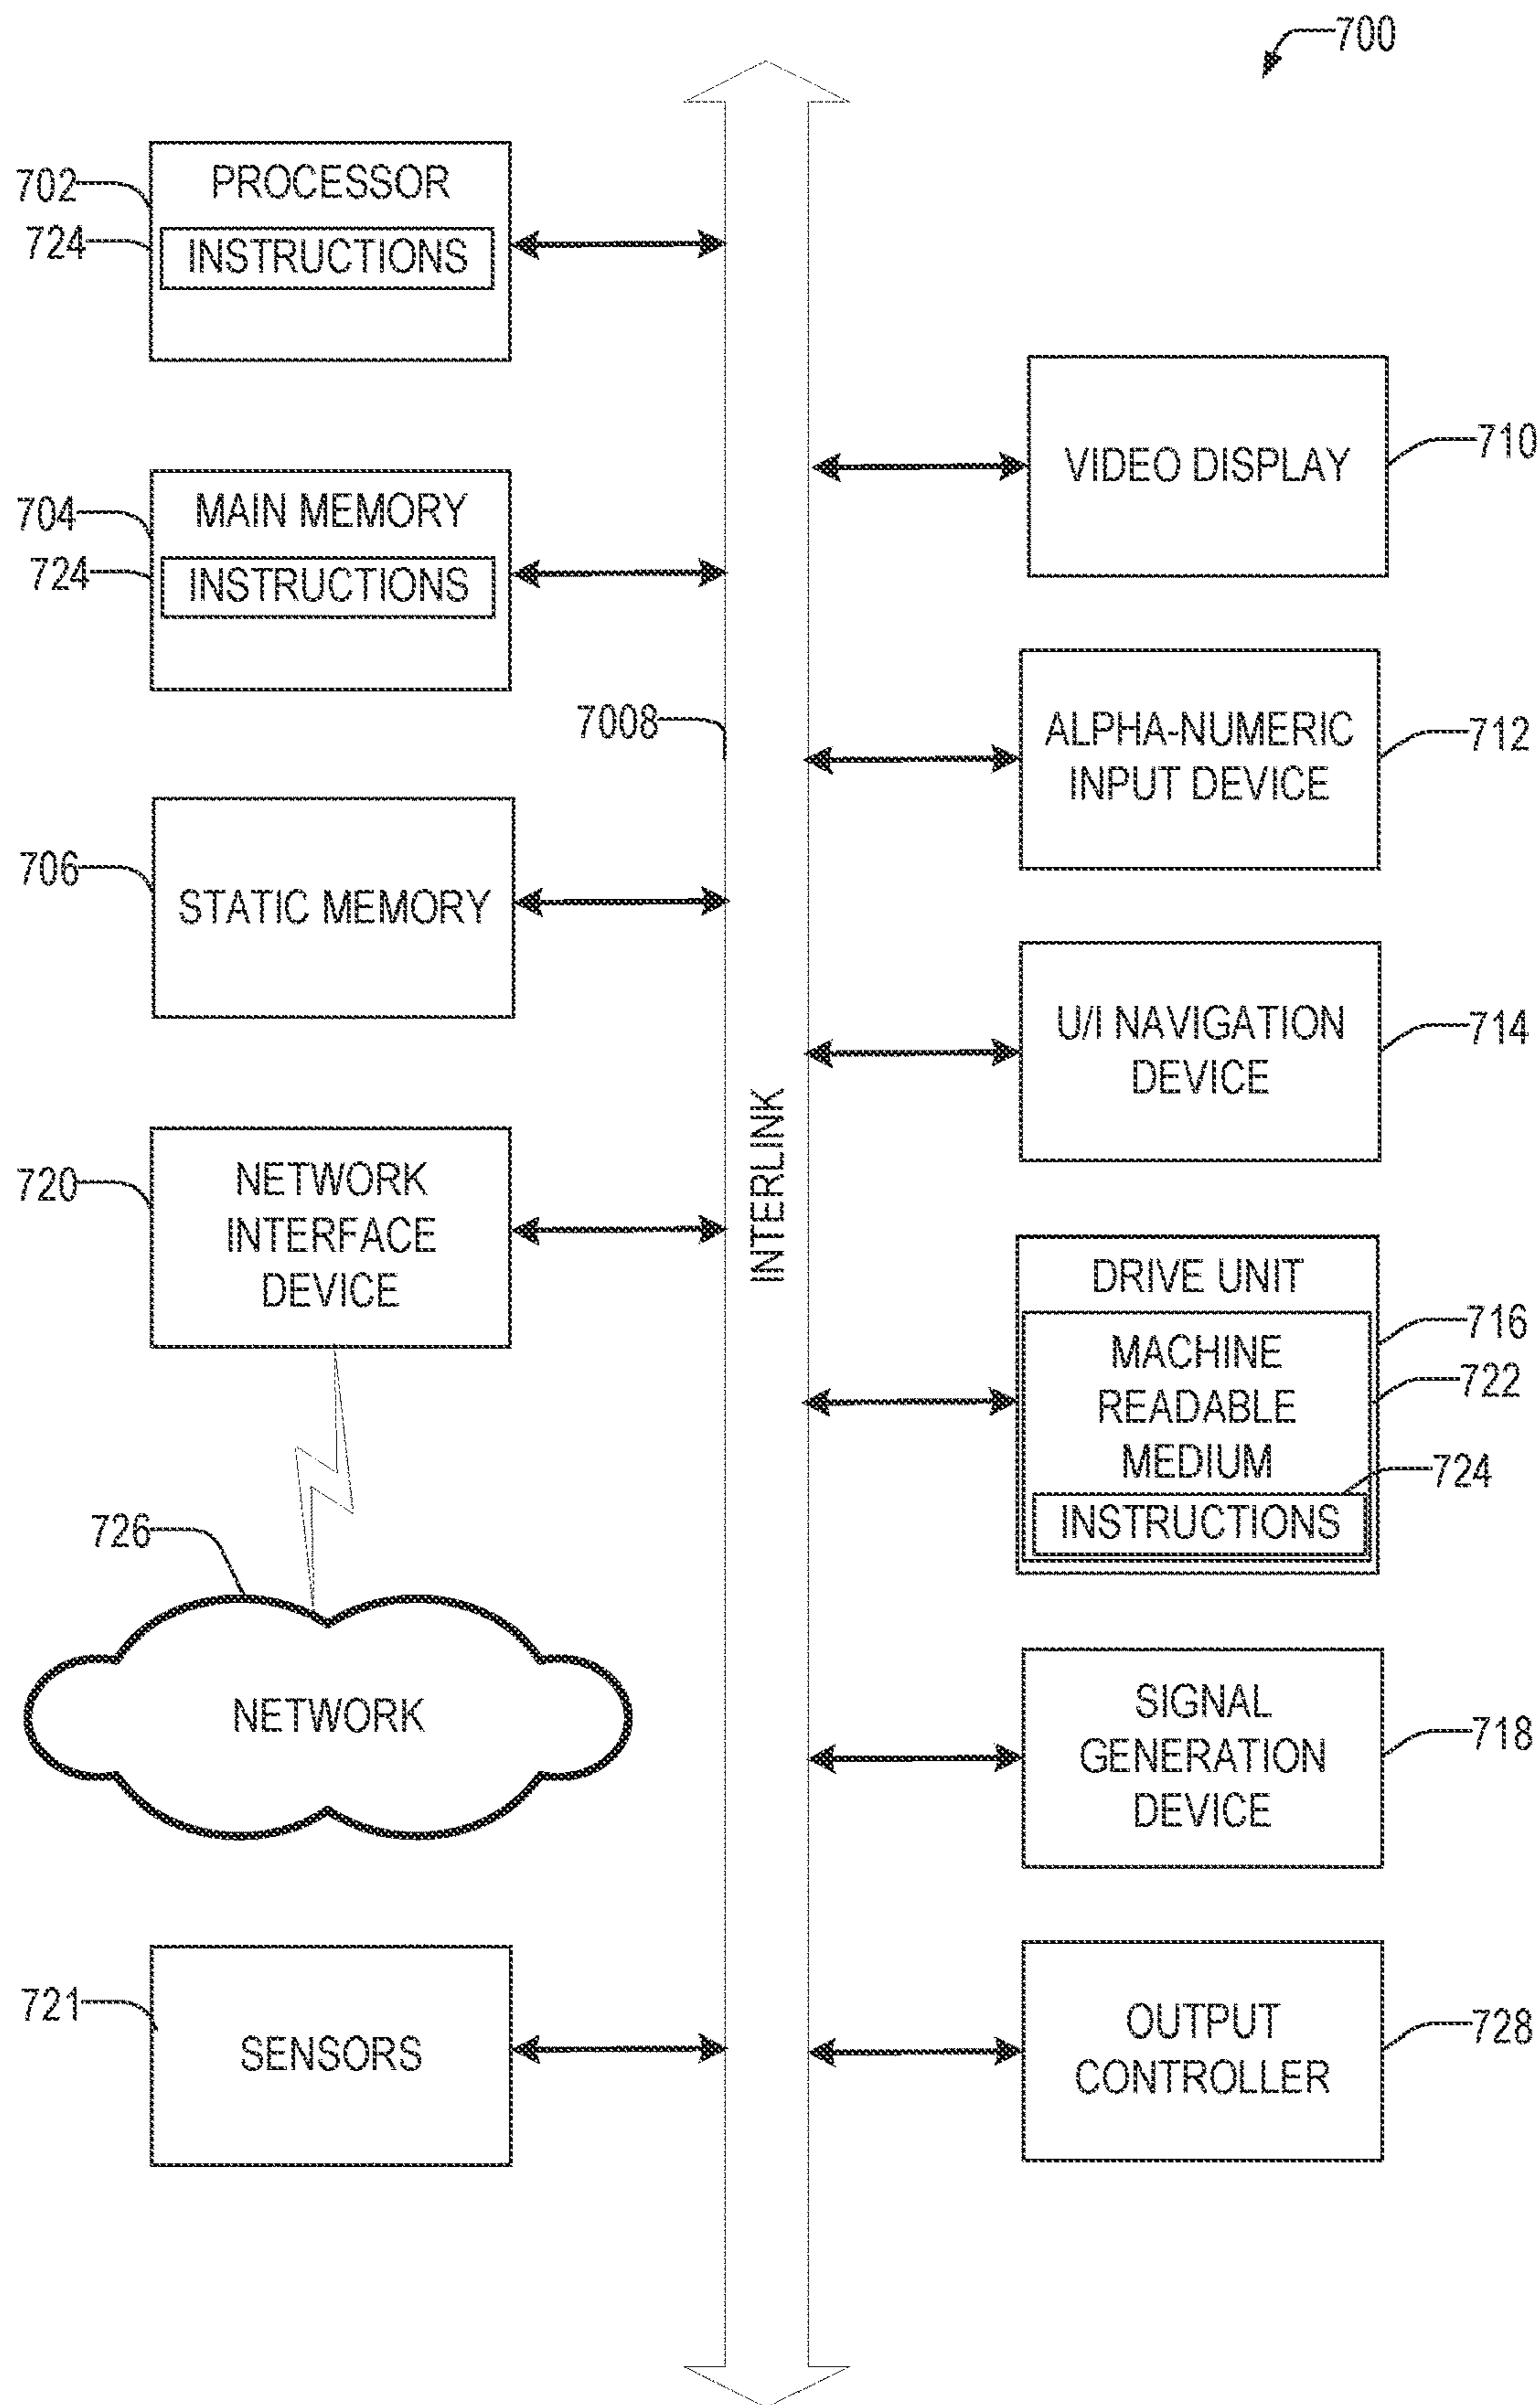 700
702
PROCESSOR
724
INSTRUCTIONS
704
MAIN MEMORY
724
INSTRUCTIONS
7008
706
STATIC MEMORY
720
NETWORK
INTERFACE
DEVICE
726
NETWORK
721
SENSORS
INTERLINK
VIDEO DISPLAY
710
ALPHA-NUMERIC
INPUT DEVICE
712
U/I NAVIGATION
DEVICE
714
DRIVE UNIT
716
MACHINE
READABLE
MEDIUM
722
724
INSTRUCTIONS
SIGNAL
GENERATION
DEVICE
718
OUTPUT
CONTROLLER
728